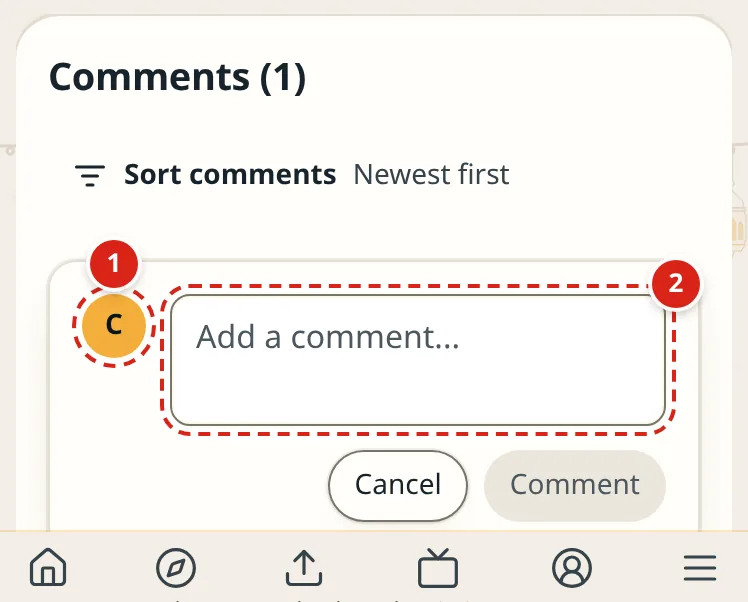 Comments (1)
Sort comments Newest first
1
2
C
Add a comment...
Cancel Comment